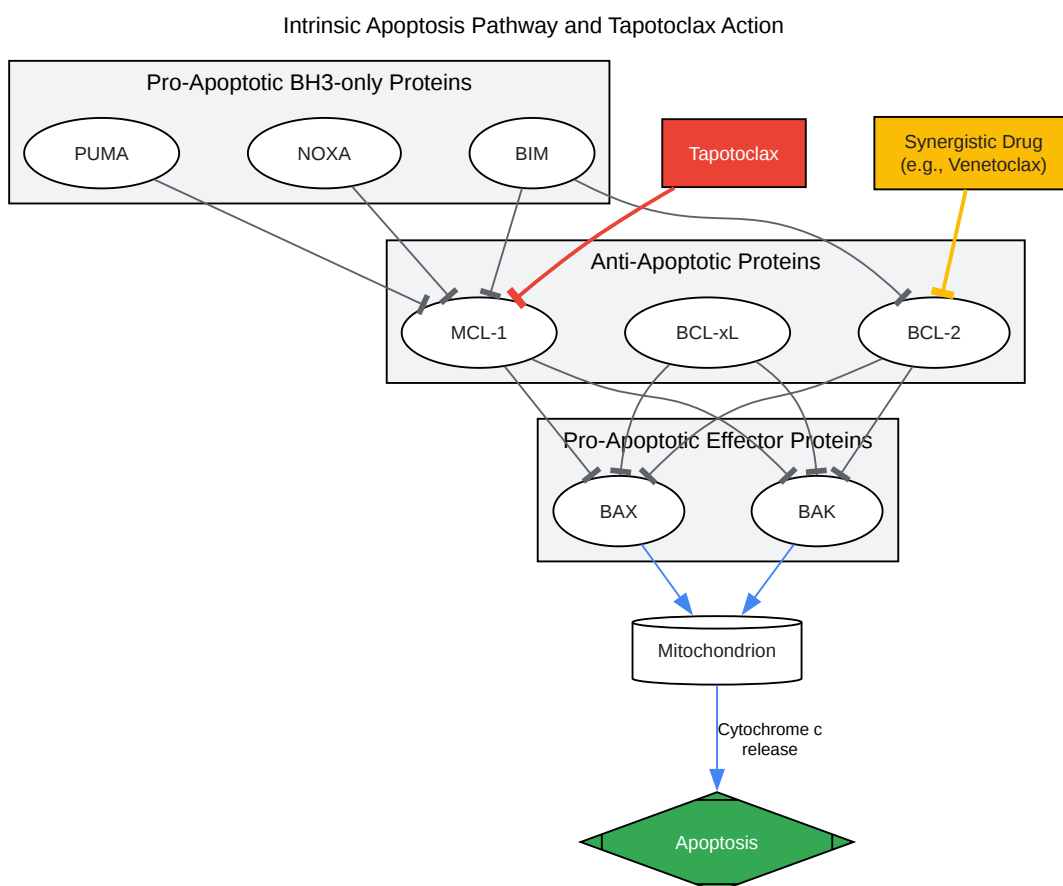 Intrinsic Apoptosis Pathway and Tapotoclax Action
Pro-Apoptotic BH3-only Proteins
PUMA
NOXA
BIM
Tapotoclax
Synergistic Drug
(e.g., Venetoclax)
Anti-Apoptotic Proteins
MCL-1
BCL-xL
BCL-2
Pro-Apoptotic Effector Proteins
BAX
BAK
Mitochondrion
Cytochrome c
release
Apoptosis